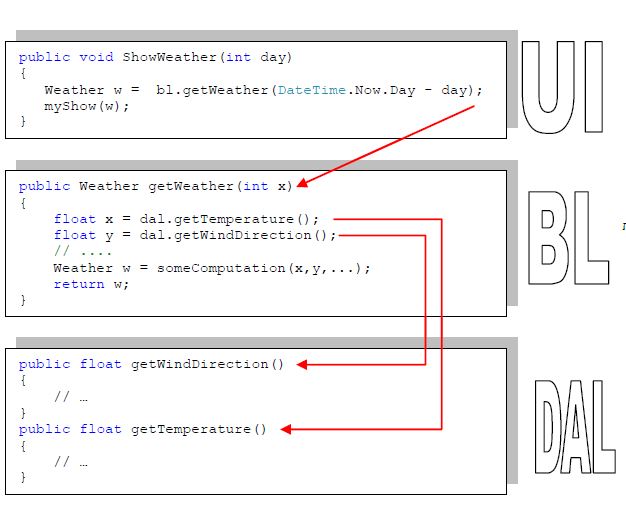 public void ShowWeather(int day)
{
Weather w = bl.getWeather(DateTime.Now.Day - day);
myShow(w);
}
UI
public Weather getWeather(int x)
{
float x = dal.getTemperature();
float y = dal.getWindDirection();
// ....
Weather w = someComputation(x,y,...);
return w;
}
BL
public float getWindDirection()
{
// …
}
public float getTemperature()
{
// …
}
DAL